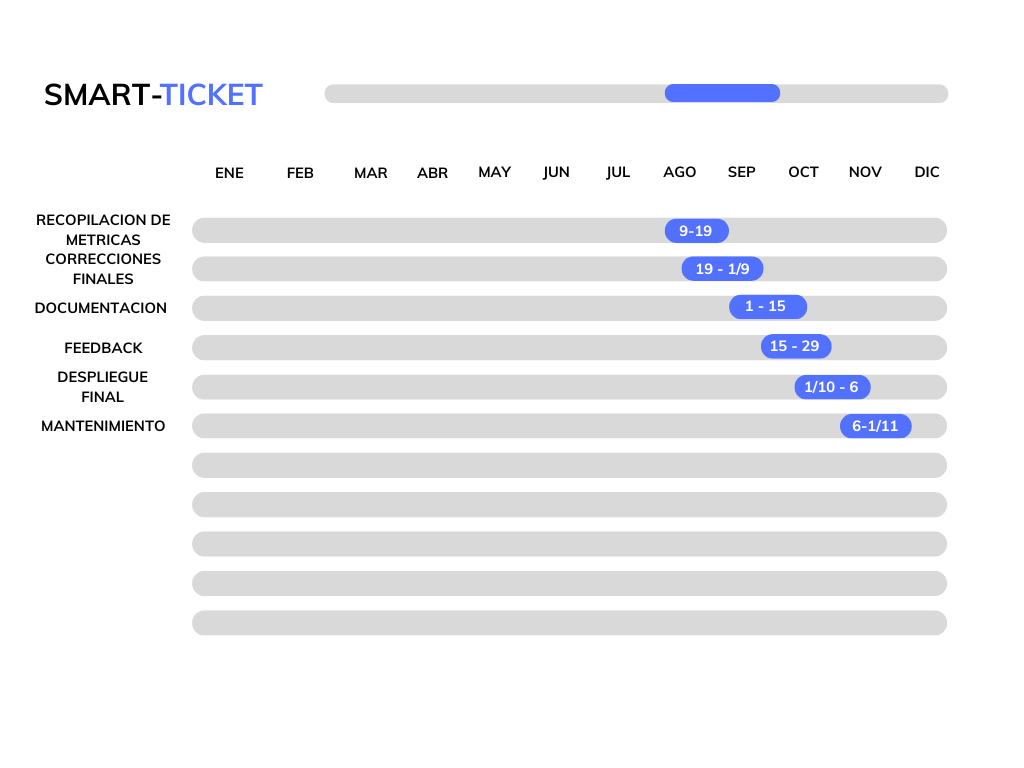 SMART-TICKET
ENE FEB MAR ABR MAY JUN JUL AGO SEP OCT NOV DIC
RECOPILACION DE
METRICAS
9-19
CORRECCIONES
FINALES
19 - 1/9
DOCUMENTACION
1 - 15
FEEDBACK
15 - 29
DESPLIEGUE
FINAL
1/10 - 6
MANTENIMIENTO
6-1/11